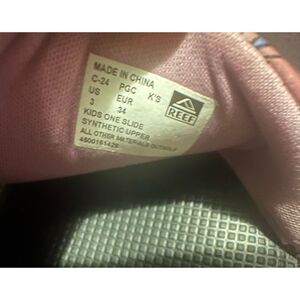 MADE IN CHINA
C-24 PGC K'S
US EUR
3 34
REEF
KIDS ONE SLIDE
SYNTHETIC UPPER
ALL OTHER MATERIALS OUTSOLE